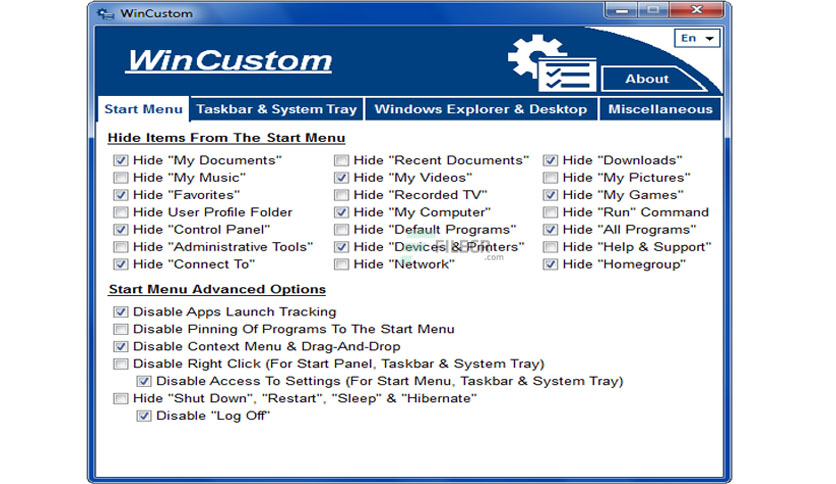 WinCustom
WinCustom
En
About
Start Menu Taskbar & System Tray Windows Explorer & Desktop Miscellaneous
Hide Items From The Start Menu
Hide "My Documents" Hide "Recent Documents" Hide "Downloads"
Hide "My Music" Hide "My Videos" Hide "My Pictures"
Hide "Favorites" Hide "Recorded TV" Hide "My Games"
Hide User Profile Folder Hide "My Computer" Hide "Run" Command
Hide "Control Panel" Hide "Default Programs" Hide "All Programs"
Hide "Administrative Tools" Hide "Devices & Printers" Hide "Help & Support"
FILECR
.com
Hide "Connect To" Hide "Network" Hide "Homegroup"
Start Menu Advanced Options
Disable Apps Launch Tracking
Disable Pinning Of Programs To The Start Menu
Disable Context Menu & Drag-And-Drop
Disable Right Click (For Start Panel, Taskbar & System Tray)
Disable Access To Settings (For Start Menu, Taskbar & System Tray)
Hide "Shut Down", "Restart", "Sleep" & "Hibernate"
Disable "Log Off"